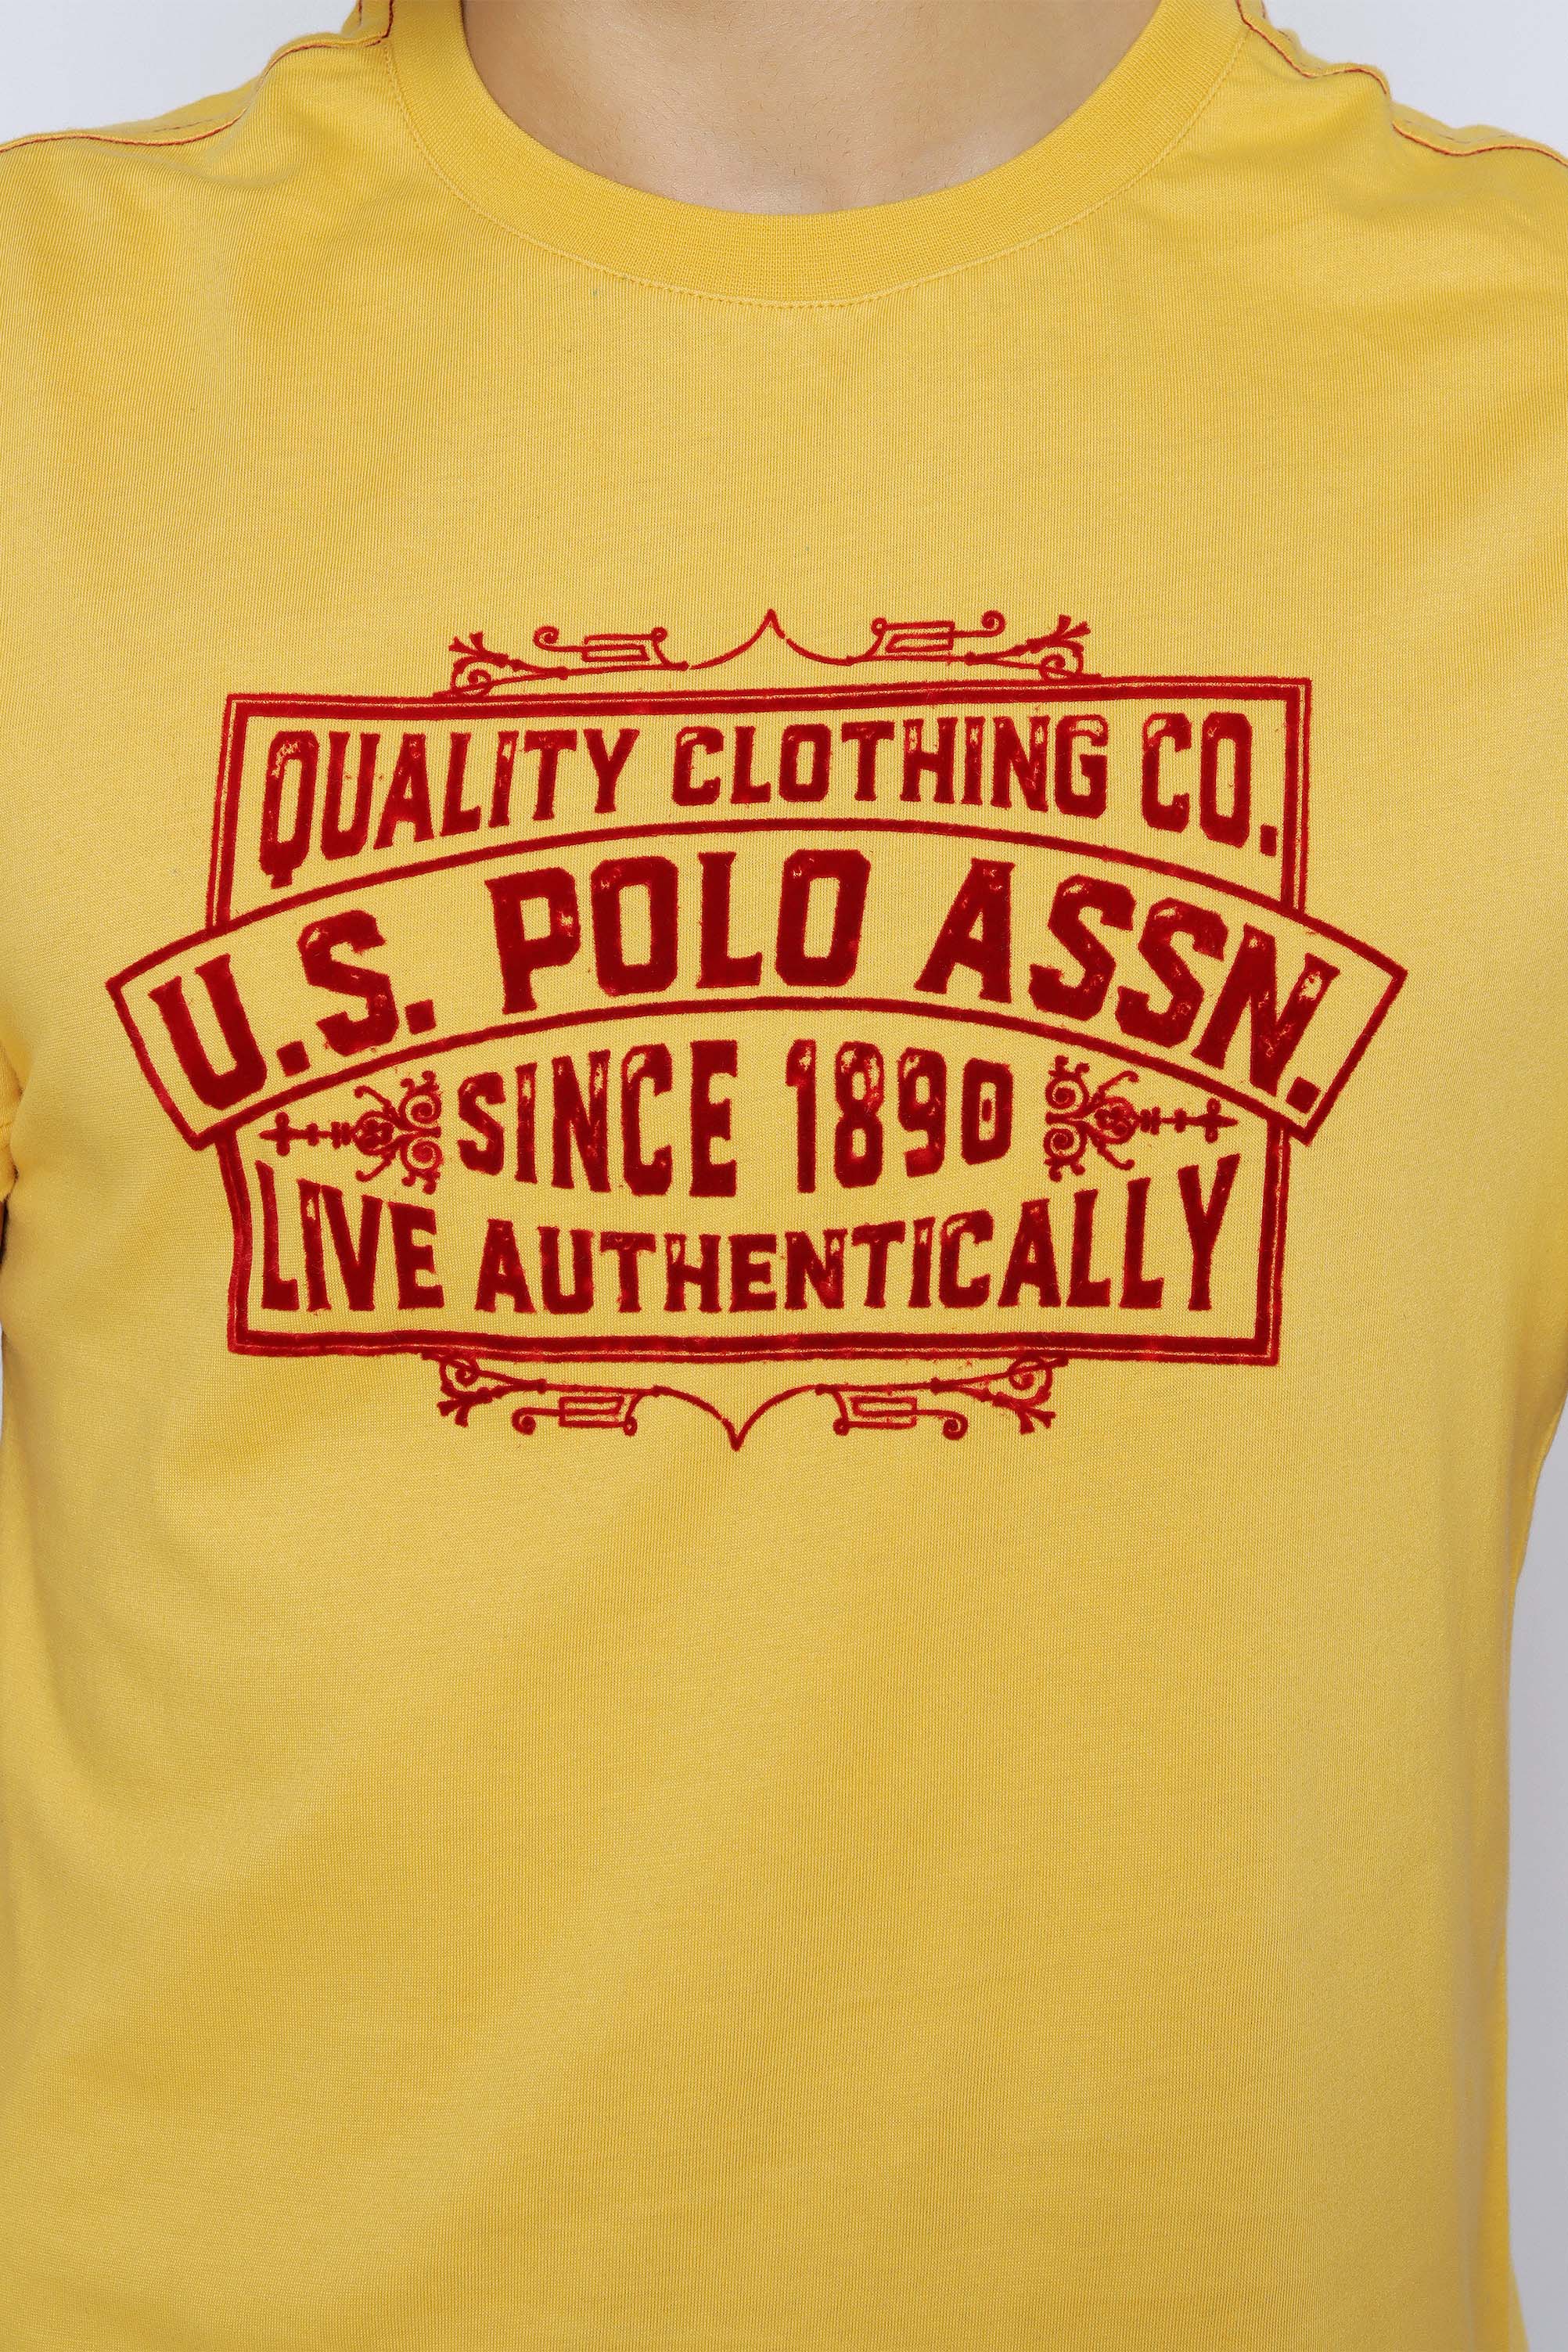 QUALITY CLOTHING CO.
U.S. POLO ASSN.
SINCE 1890
LIVE AUTHENTICALLY